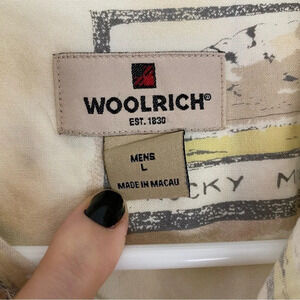 WOOLRICH®
EST. 1830
MENS
L
MADE IN MACAU
CKY M